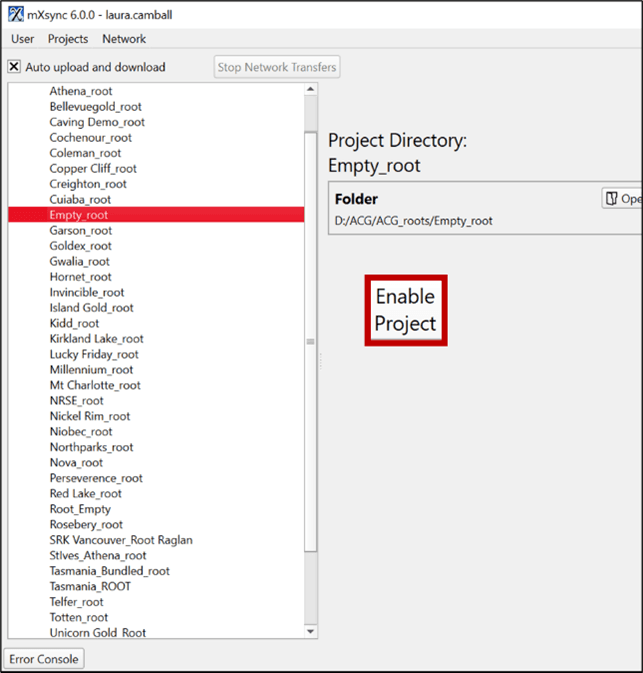 mXsync 6.0.0 - laura.camball
User Projects Network
Auto upload and download
Stop Network Transfers
Athena_root
Bellevuegold_root
Caving Demo_root
Cochenour_root
Coleman_root
Copper Cliff_root
Creighton_root
Cuiaba_root
Empty_root
Garson_root
Goldex_root
Gwalia_root
Hornet_root
Invincible_root
Island Gold_root
Kidd_root
Kirkland Lake_root
Lucky Friday_root
Millennium_root
Mt Charlotte_root
NRSE_root
Nickel Rim_root
Niobec_root
Northparks_root
Nova_root
Perseverence_root
Red Lake_root
Root_Empty
Rosebery_root
SRK Vancouver_Root Raglan
StIves_Athena_root
Tasmania_Bundled_root
Tasmania_ROOT
Telfer_root
Totten_root
Unicorn Gold_Root
Project Directory:
Empty_root
Folder
Ope
D:/ACG/ACG_roots/Empty_root
Enable
Project
Error Console